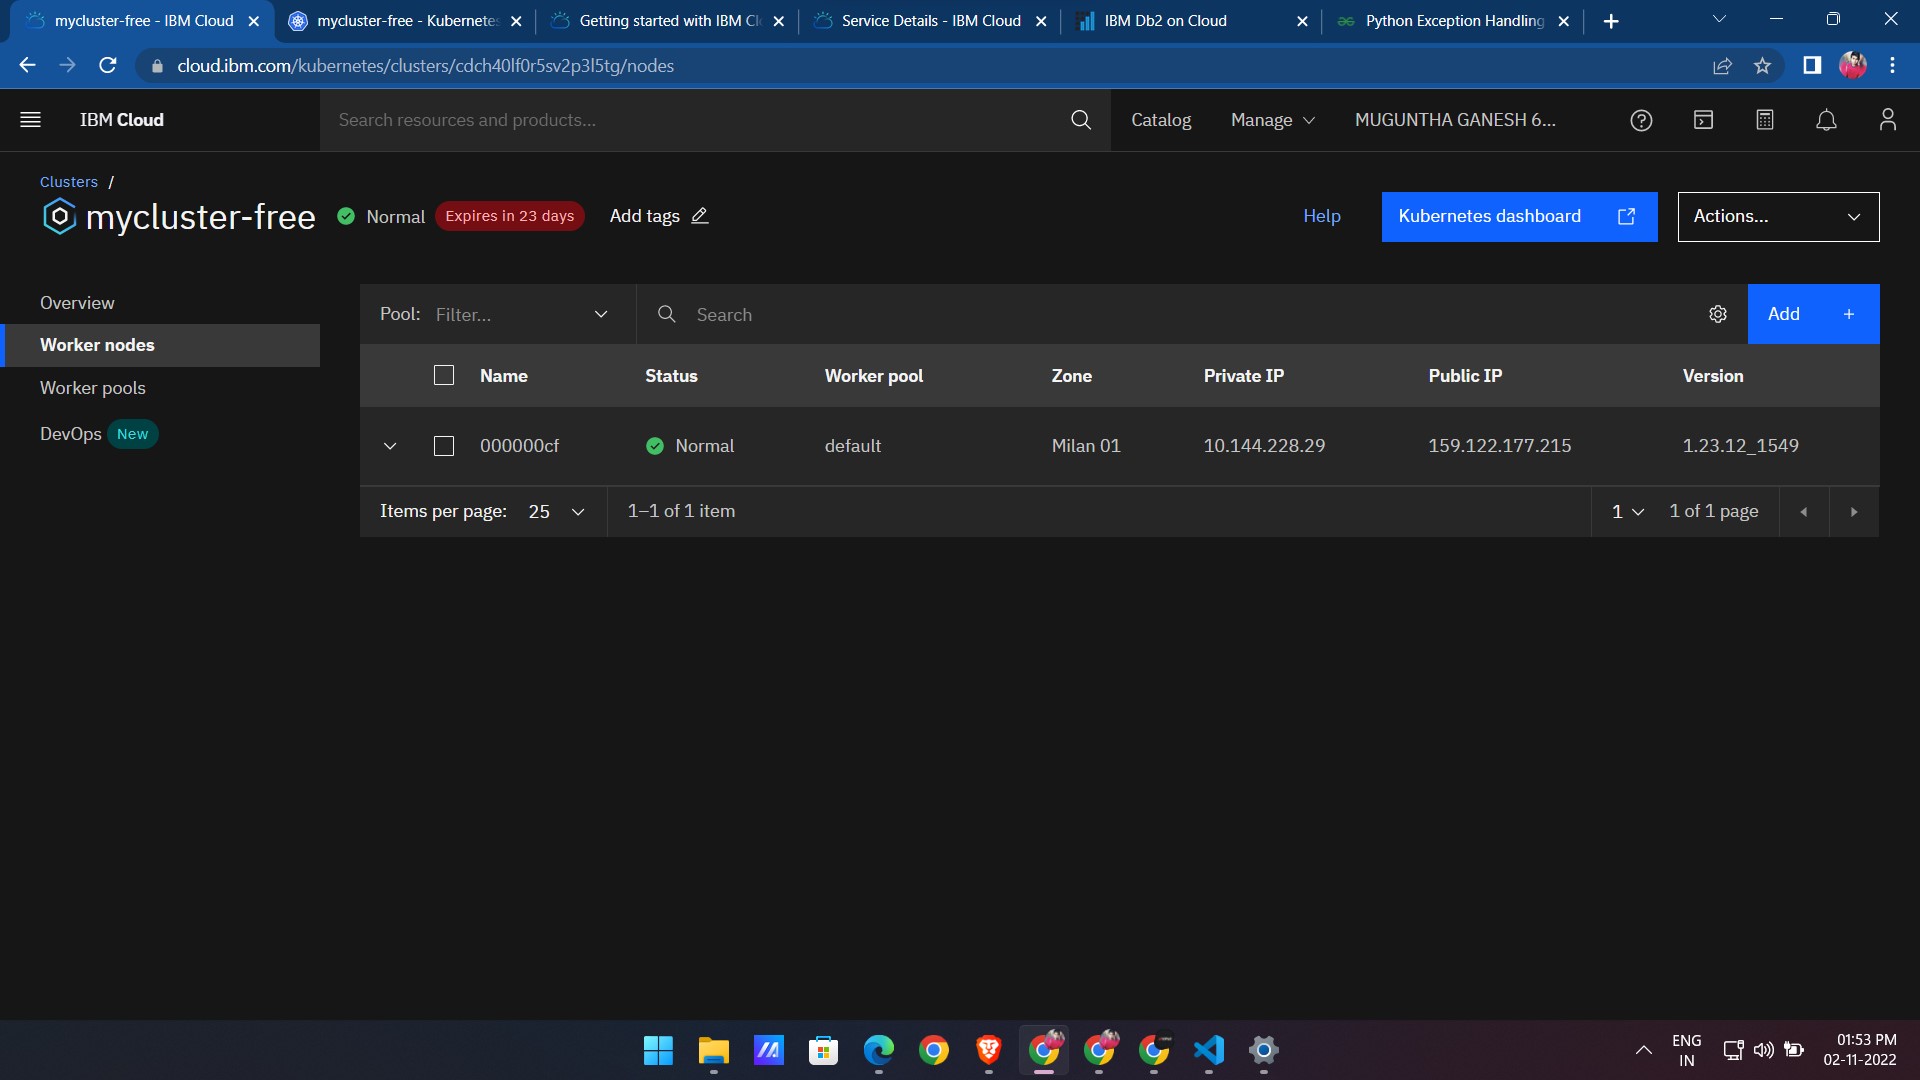 mycluster-free - IBM Cloud
mycluster-free - Kubernetes
Getting started with IBM Cl
Service Details - IBM Cloud
IBM Db2 on Cloud
Python Exception Handling
cloud.ibm.com/kubernetes/clusters/cdch40lf0r5sv2p3l5tg/nodes
IBM Cloud
Search resources and products...
Catalog
Manage
MUGUNTHA GANESH 6...
Clusters /
mycluster-free
Normal
Expires in 23 days
Add tags
Help
Kubernetes dashboard
Actions...
Overview
Worker nodes
Worker pools
DevOps New
Pool: Filter...
Search
Add +
Name Status Worker pool Zone Private IP Public IP Version
000000cf Normal default Milan 01 10.144.228.29 159.122.177.215 1.23.12_1549
Items per page: 25
1–1 of 1 item
1
1 of 1 page
ENG
IN
01:53 PM
02-11-2022